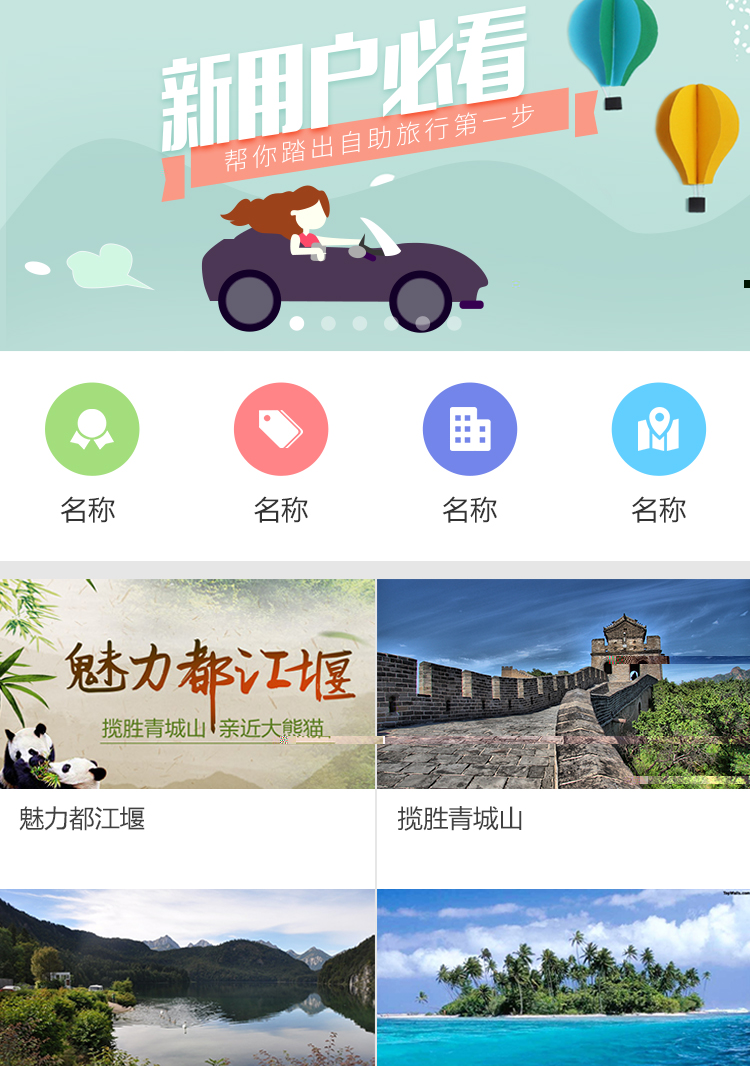 新用户必看
帮你踏出自助旅行第一步
名称
名称
名称
名称
魅力都江堰
揽胜青城山 亲近大熊猫
魅力都江堰
揽胜青城山
TopWalls.com